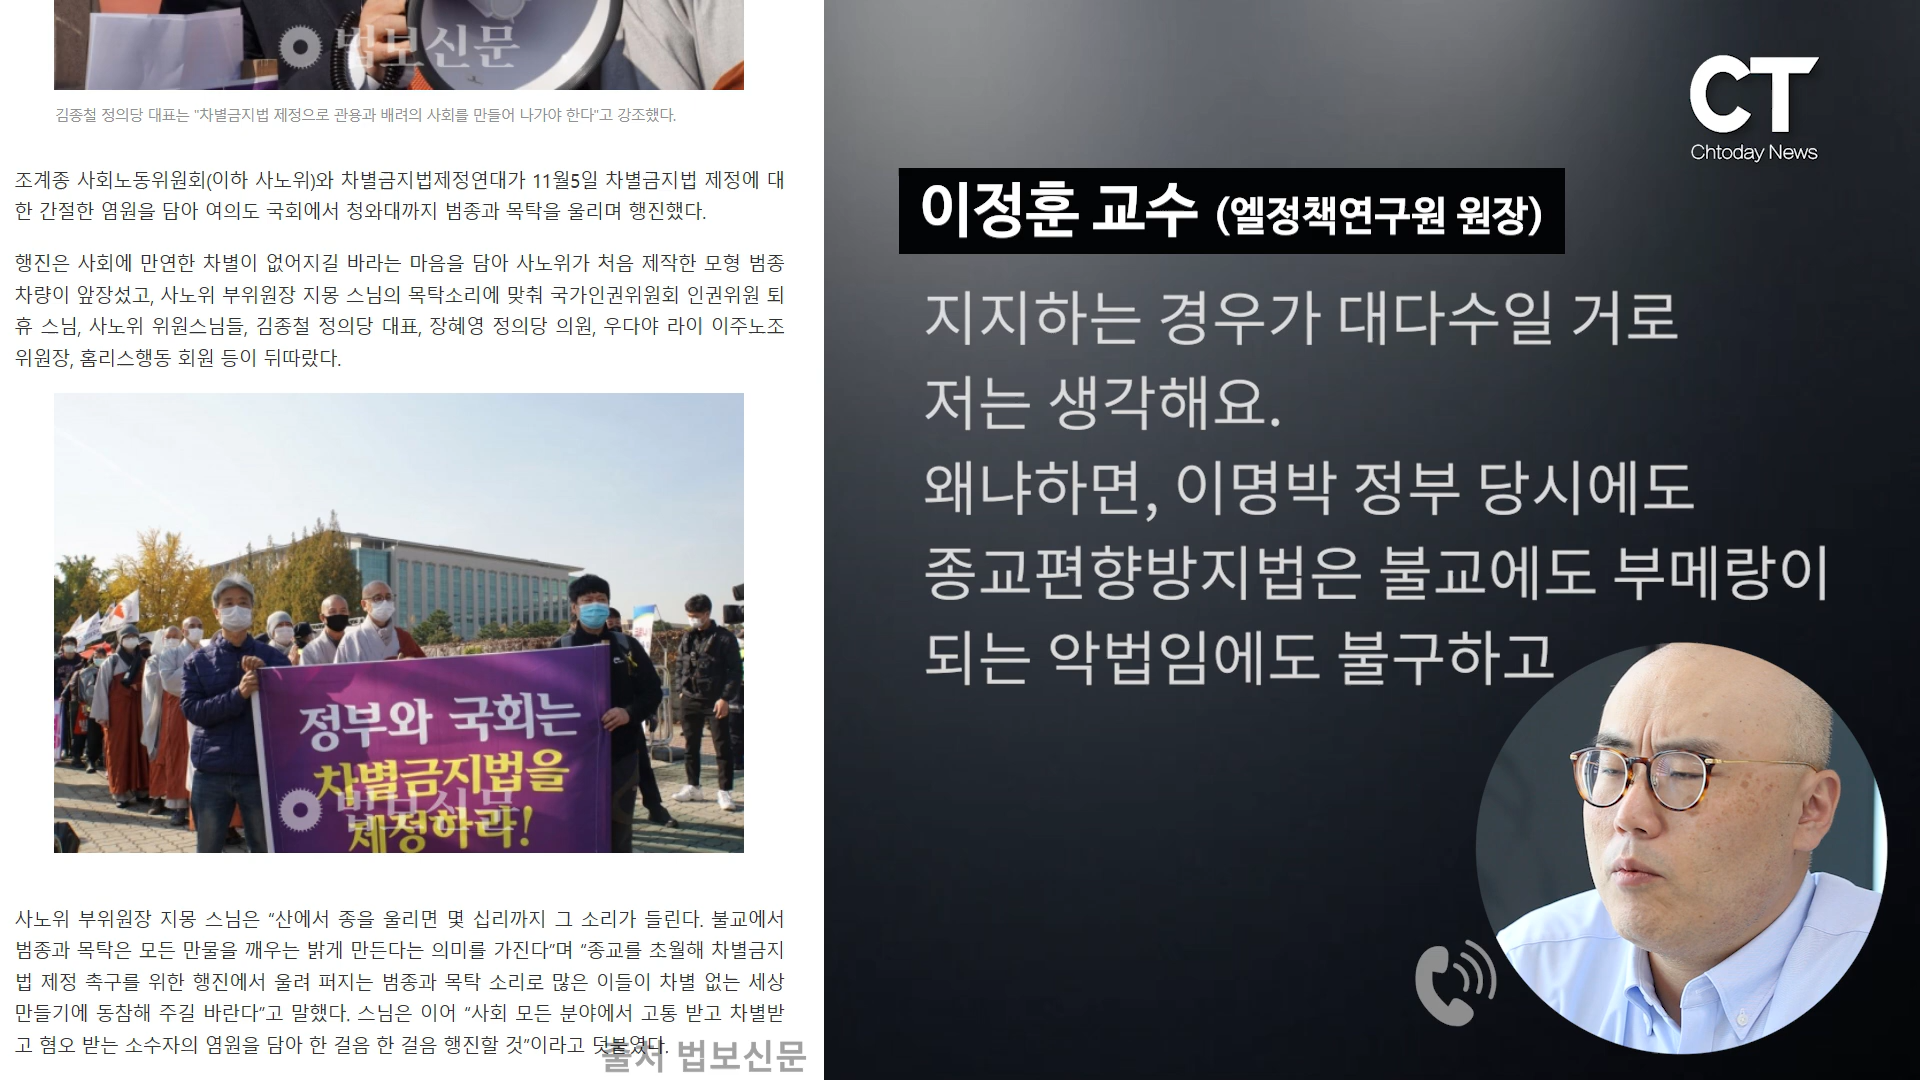 법보신문
김종철 정의당 대표는 "차별금지법 제정으로 관용과 배려의 사회를 만들어 나가야 한다"고 강조했다.
조계종 사회노동위원회(이하 사노위)와 차별금지법제정연대가 11월5일 차별금지법 제정에 대
한 간절한 염원을 담아 여의도 국회에서 청와대까지 범종과 목탁을 울리며 행진했다.
행진은 사회에 만연한 차별이 없어지길 바라는 마음을 담아 사노위가 처음 제작한 모형 범종
차량이 앞장섰고, 사노위 부위원장 지몽 스님의 목탁소리에 맞춰 국가인권위원회 인권위원 퇴
휴 스님, 사노위 위원스님들, 김종철 정의당 대표, 장혜영 정의당 의원, 우다야 라이 이주노조
위원장, 홈리스행동 회원 등이 뒤따랐다.
정부와 국회는
차별금지법을
제정하라!
법보신문
사노위 부위원장 지몽 스님은 “산에서 종을 울리면 몇 십리까지 그 소리가 들린다. 불교에서
범종과 목탁은 모든 만물을 깨우는 밝게 만든다는 의미를 가진다”며 “종교를 초월해 차별금지
법 제정 촉구를 위한 행진에서 울려 퍼지는 범종과 목탁 소리로 많은 이들이 차별 없는 세상
만들기에 동참해 주길 바란다”고 말했다. 스님은 이어 “사회 모든 분야에서 고통 받고 차별받
고 혐오 받는 소수자의 염원을 담아 한 걸음 한 걸음 행진할 것”이라고 덧붙였다.
출처 법보신문
CT
Chtoday News
이정훈 교수 (엘정책연구원 원장)
지지하는 경우가 대다수일 거로
저는 생각해요.
왜냐하면, 이명박 정부 당시에도
종교편향방지법은 불교에도 부메랑이
되는 악법임에도 불구하고